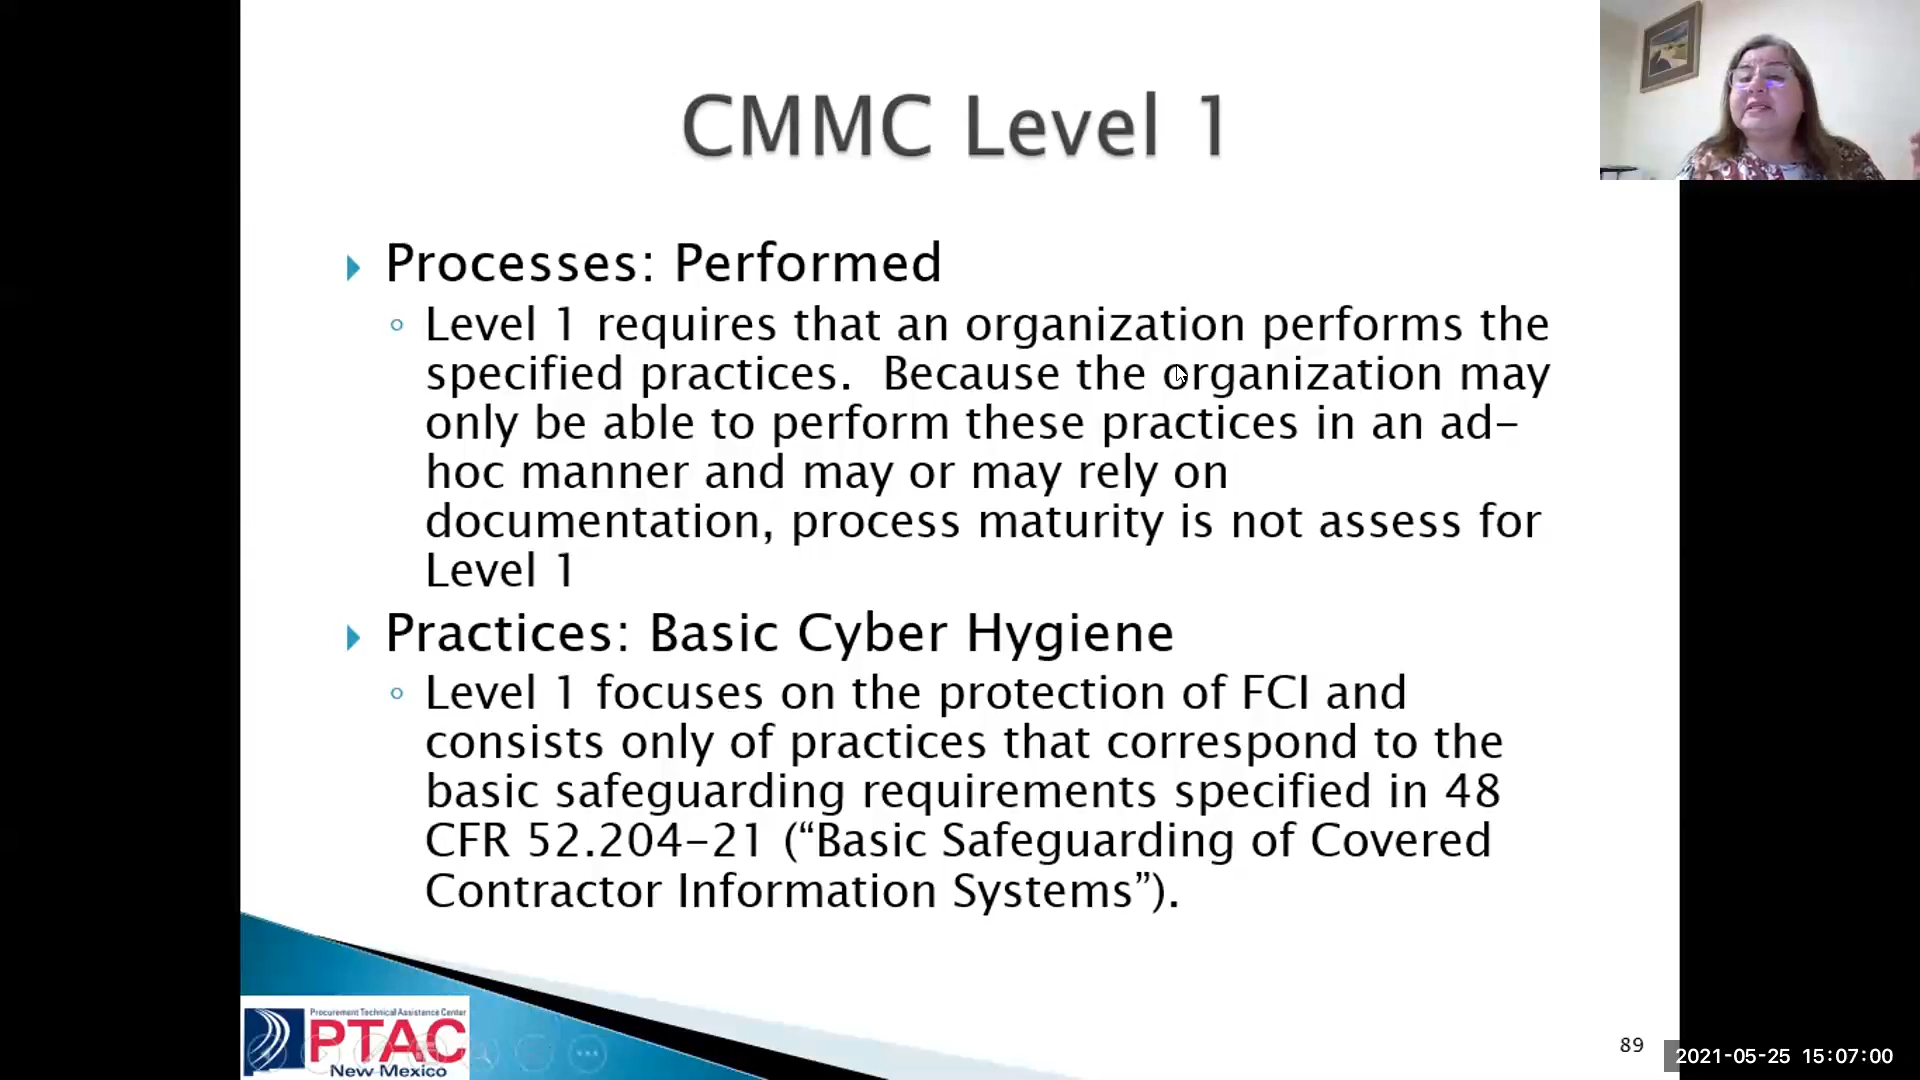 CMMC Level 1
Processes: Performed
Level 1 requires that an organization performs the
specified practices.  Because the organization may
only be able to perform these practices in an ad-
hoc manner and may or may rely on
documentation, process maturity is not assess for
Level 1
Practices: Basic Cyber Hygiene
Level 1 focuses on the protection of FCI and
consists only of practices that correspond to the
basic safeguarding requirements specified in 48
CFR 52.204-21 (“Basic Safeguarding of Covered
Contractor Information Systems”).
Procurement Technical Assistance Center
PTAC
New Mexico
89
2021-05-25 15:07:00